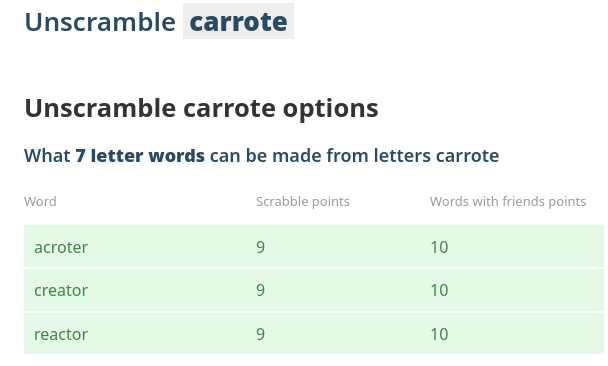 Unscramble carrote
Unscramble carrote options
What 7 letter words can be made from letters carrote
Word Scrabble points Words with friends points
acroter 9 10
creator 9 10
reactor 9 10